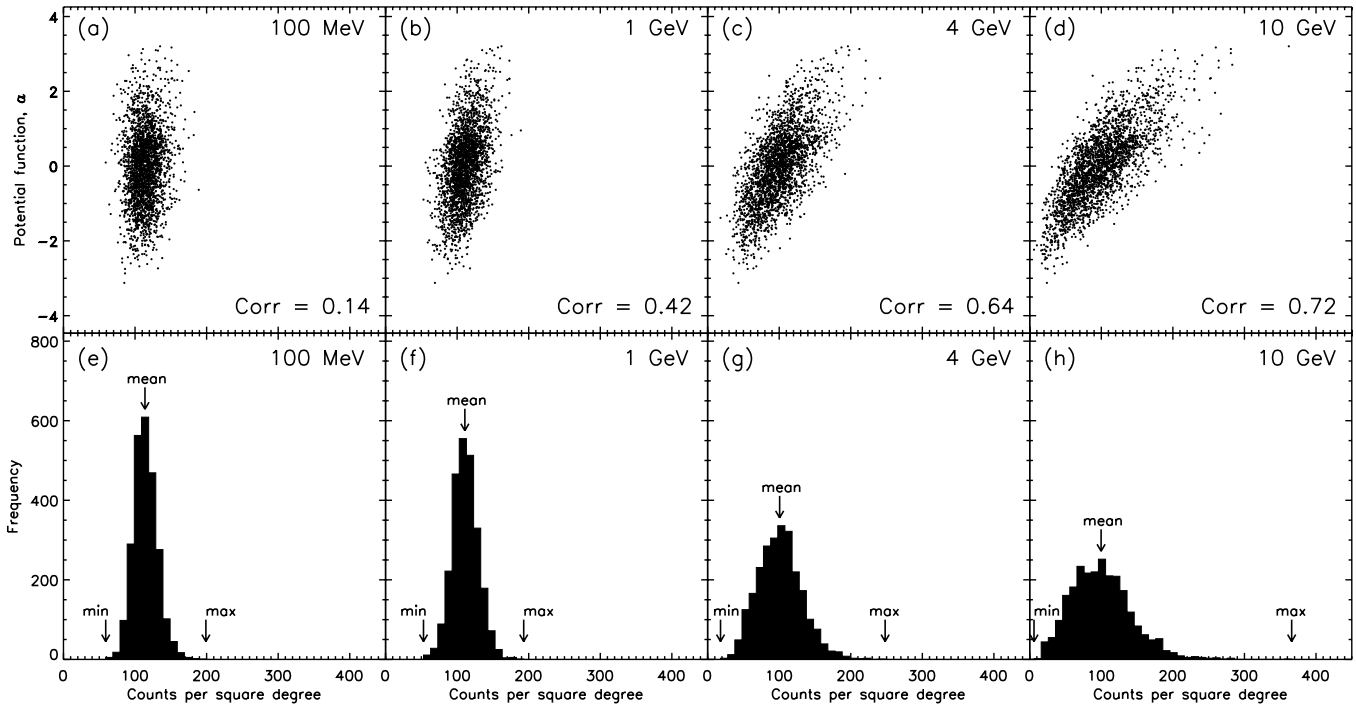 (a) 100 MeV
(b) 1 GeV
(c) 4 GeV
(d) 10 GeV
4
2
0
−2
−4
Potential function, α
Corr = 0.14
Corr = 0.42
Corr = 0.64
Corr = 0.72
(e) 100 MeV
(f) 1 GeV
(g) 4 GeV
(h) 10 GeV
800
600
400
200
0
Frequency
mean
min
max
mean
min
max
mean
min
max
mean
min
max
0 100 200 300 400
0 100 200 300 400
0 100 200 300 400
0 100 200 300 400
Counts per square degree
Counts per square degree
Counts per square degree
Counts per square degree